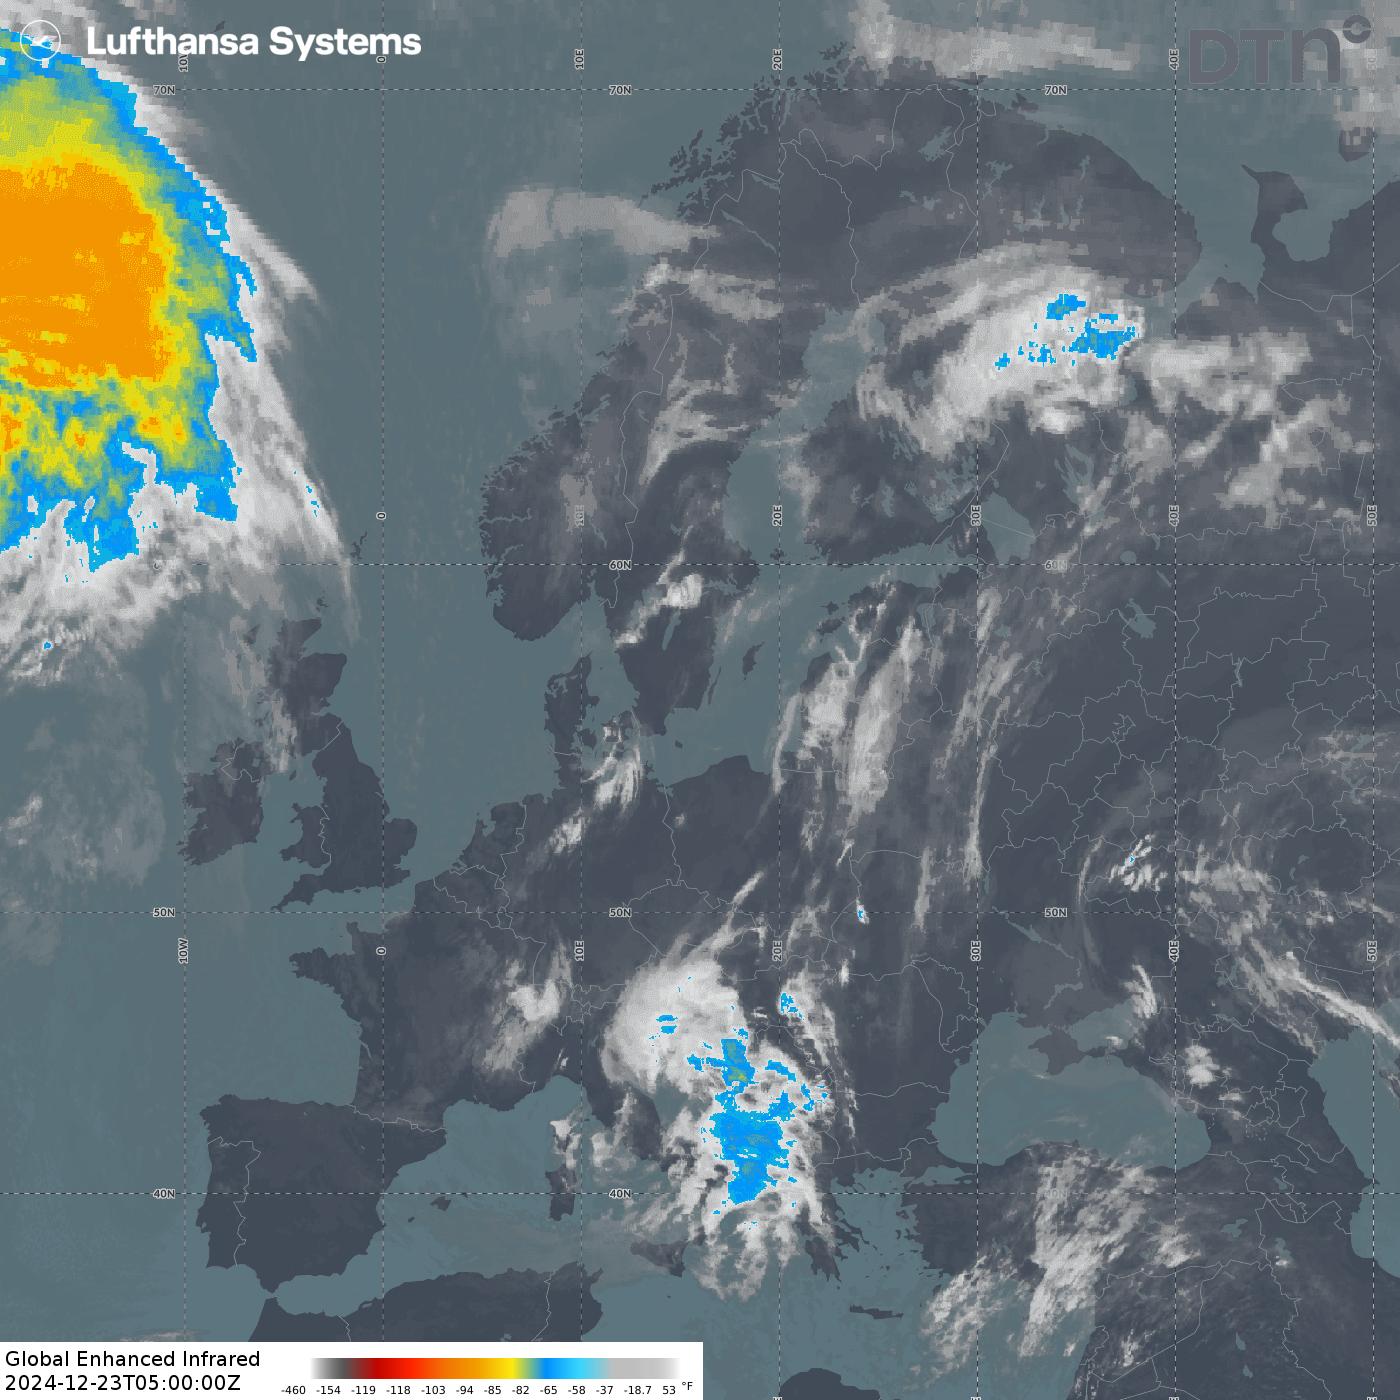 Lufthansa Systems
DTN
10W 0 10E 20E 40E
70N 70N 70N
0 10E 20E 30E 40E 50E
60N 60N
50N 50N 50N
10W 0 10E 20E 30E 40E 50E
40N 40N 40N
Global Enhanced Infrared
2024-12-23T05:00:00Z
-460 -154 -119 -118 -103 -94 -85 -82 -65 -58 -37 -18.7 53 °F